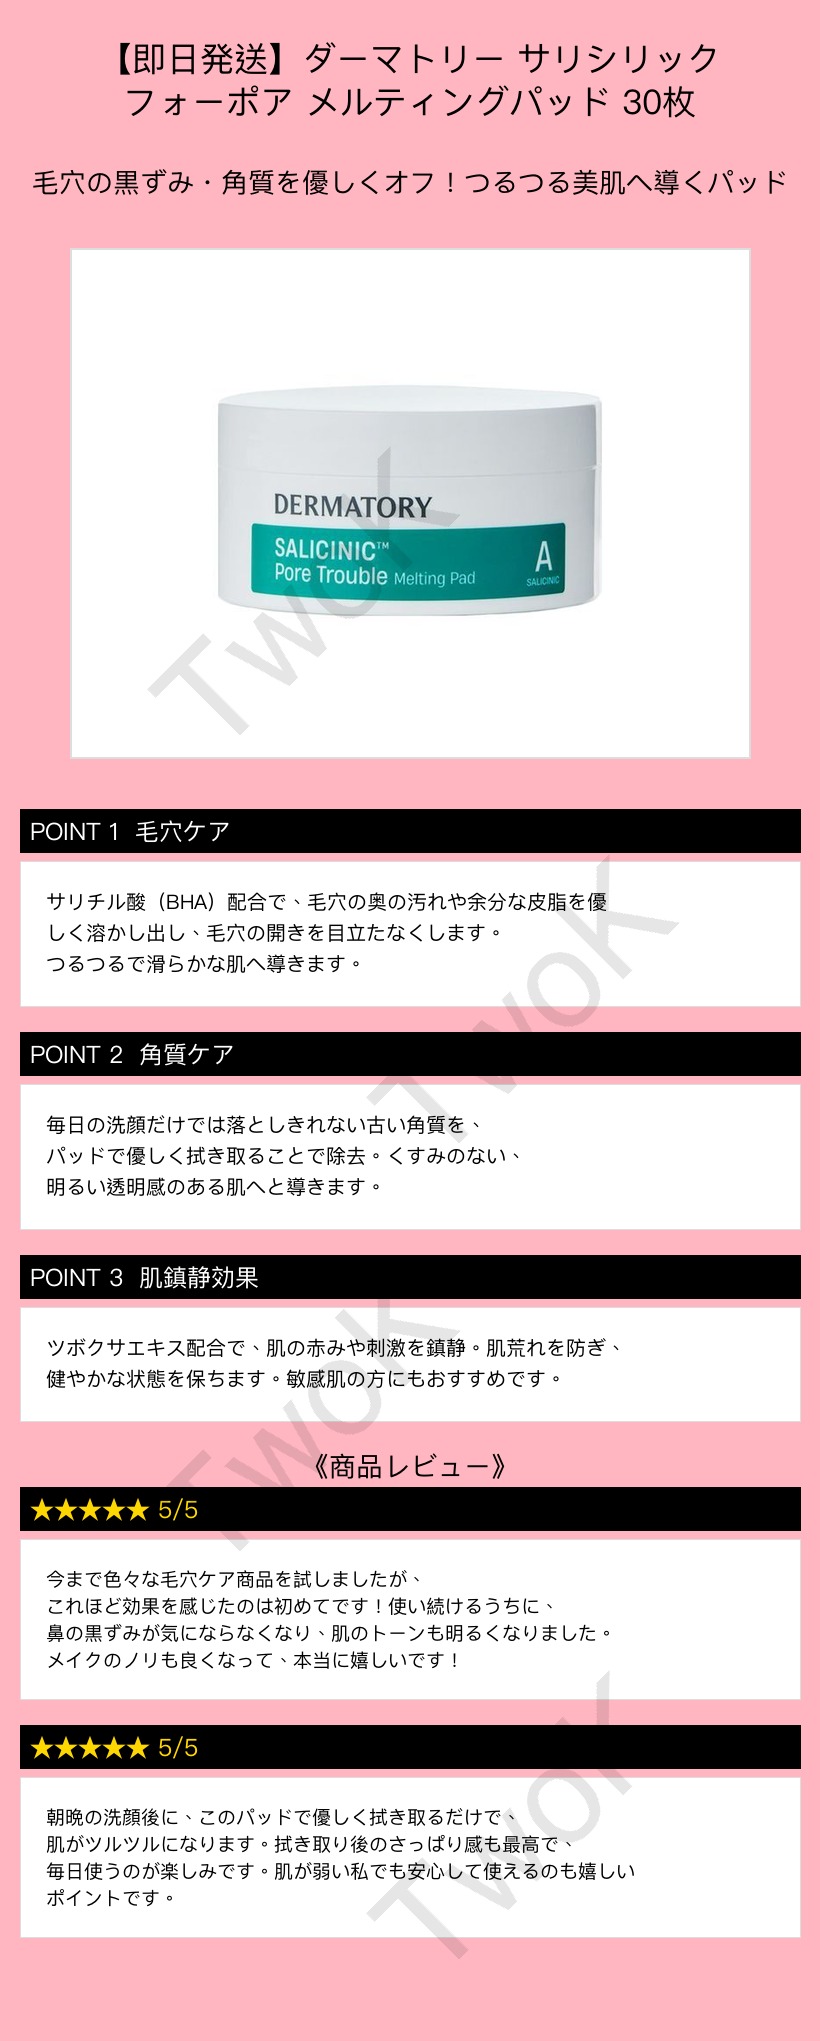 【即日発送】ダーマトリー サリシリック
フォーポア メルティングパッド 30枚
毛穴の黒ずみ・角質を優しくオフ！つるつる美肌へ導くパッド
DERMATORY
SALICINIC™
Pore Trouble Melting Pad
A
SALICINIC
TwoK
POINT 1 毛穴ケア
サリチル酸（BHA）配合で、毛穴の奥の汚れや余分な皮脂を優
しく溶かし出し、毛穴の開きを目立たなくします。
つるつるで滑らかな肌へ導きます。
TwoK
POINT 2 角質ケア
毎日の洗顔だけでは落としきれない古い角質を、
パッドで優しく拭き取ることで除去。くすみのない、
明るい透明感のある肌へと導きます。
POINT 3 肌鎮静効果
ツボクサエキス配合で、肌の赤みや刺激を鎮静。肌荒れを防ぎ、
健やかな状態を保ちます。敏感肌の方にもおすすめです。
TwoK
《商品レビュー》
★★★★★ 5/5
今まで色々な毛穴ケア商品を試しましたが、
これほど効果を感じたのは初めてです！使い続けるうちに、
鼻の黒ずみが気にならなくなり、肌のトーンも明るくなりました。
メイクのノリも良くなって、本当に嬉しいです！
★★★★★ 5/5
朝晩の洗顔後に、このパッドで優しく拭き取るだけで、
肌がツルツルになります。拭き取り後のさっぱり感も最高で、
毎日使うのが楽しみです。肌が弱い私でも安心して使えるのも嬉しい
ポイントです。
TwoK